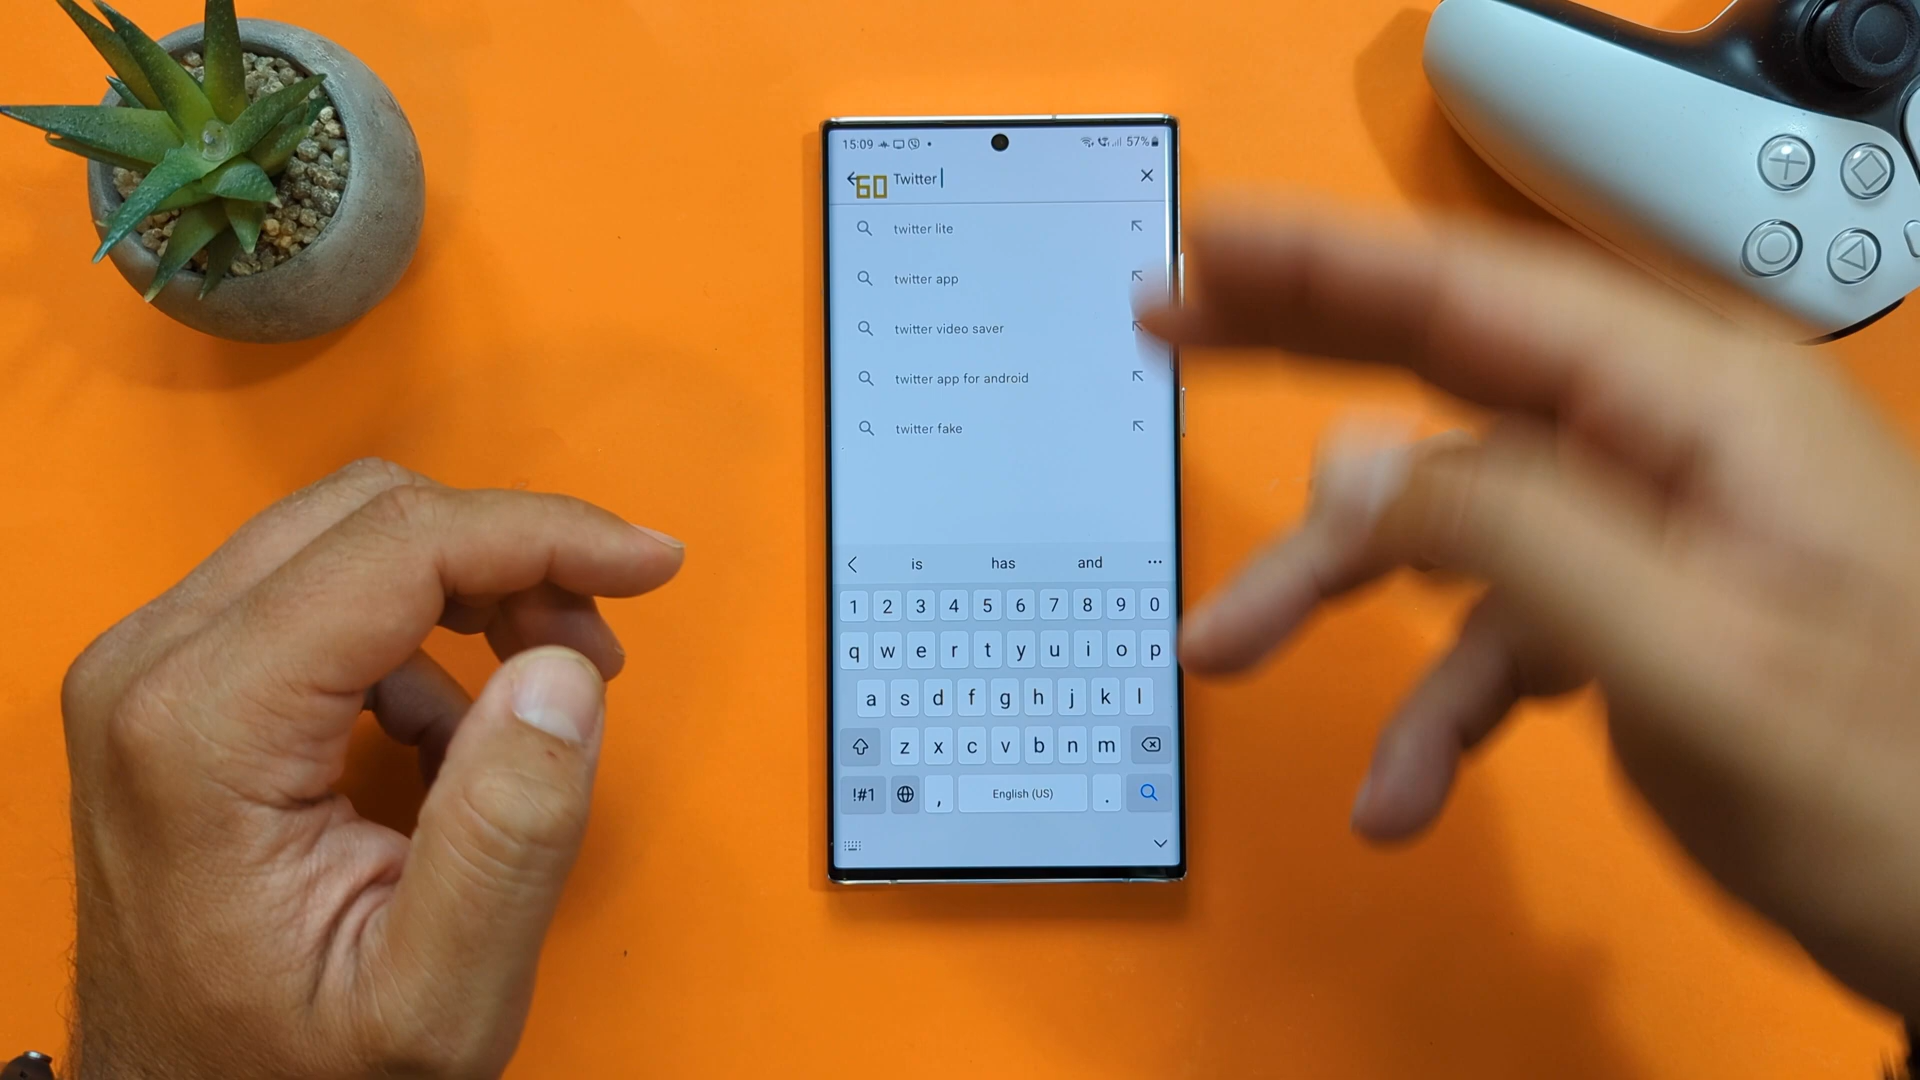 15:09 57%
60 Twitter
twitter lite
twitter app
twitter video saver
twitter app for android
twitter fake
is has and ...
1 2 3 4 5 6 7 8 9 0
q w e r t y u i o p
a s d f g h j k l
z x c v b n m
!#1 , English (US) .